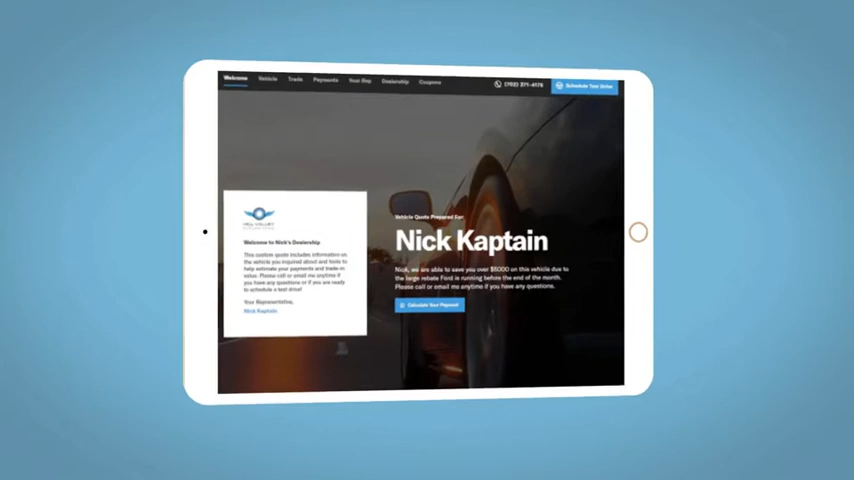 Welcome Vehicle Trade Payments Your Rep Dealership Coupons
(702) 371-4175 Schedule Test Drive
Vehicle Quote Prepared For:
Nick Kaptain
Nick, we are able to save you over $5000 on this vehicle due to
the large rebate Ford is running before the end of the month.
Please call or email me anytime if you have any questions.
Calculate Your Payment
HILL VALLEY
Welcome to Nick's Dealership
This custom quote includes information on
the vehicle you inquired about and tools to
help estimate your payments and trade-in
value. Please call or email me anytime if
you have any questions or if you are ready
to schedule a test drive!
Your Representative,
Nick Kaptain